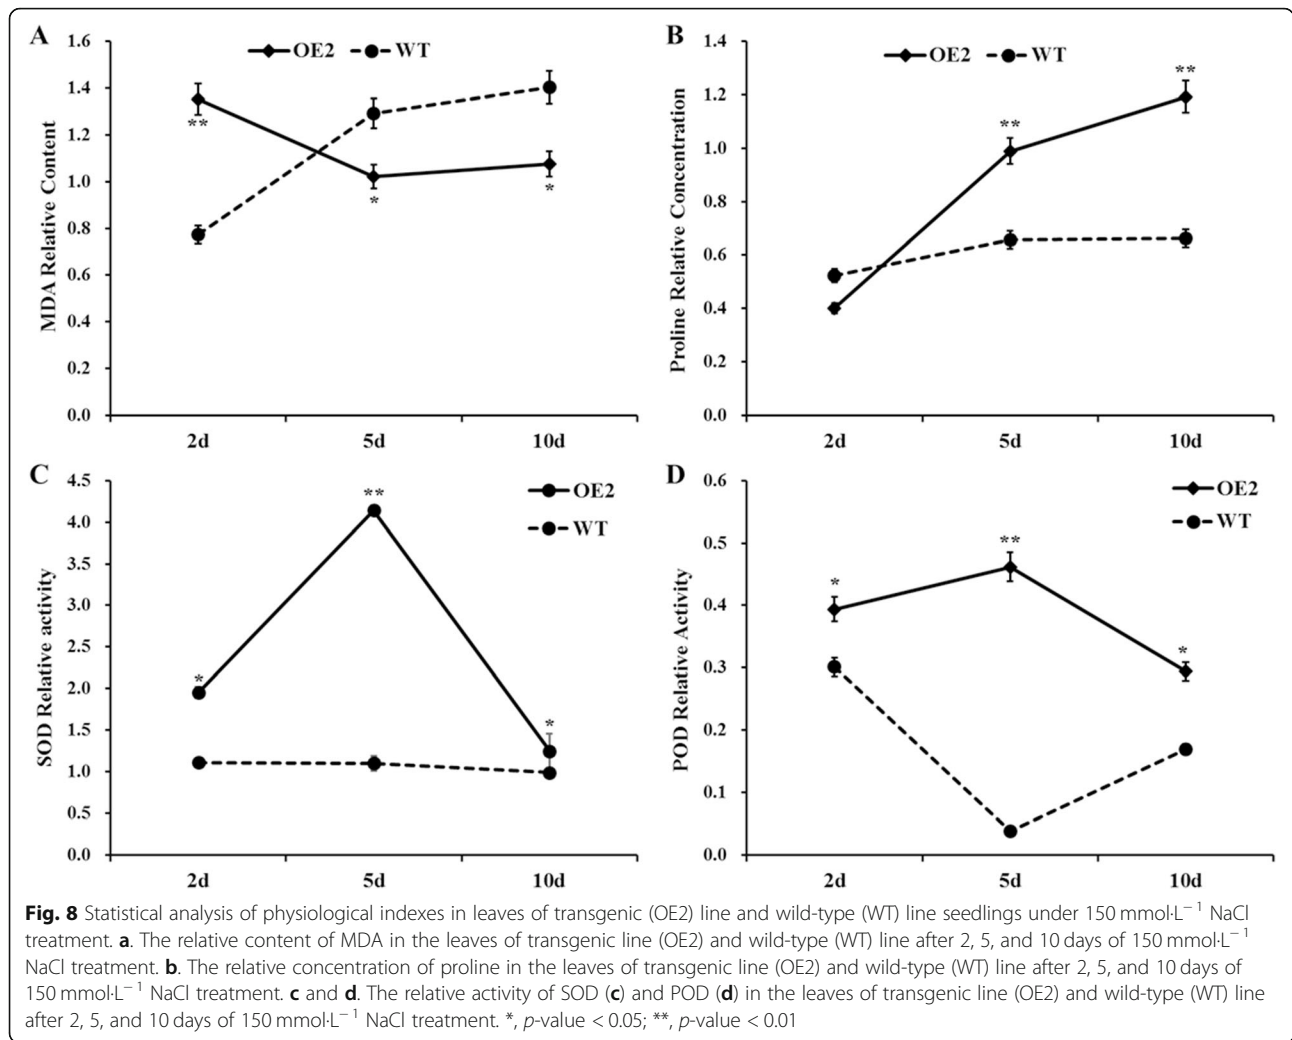 A
OE2
WT
1.6
1.4
1.2
1.0
0.8
0.6
0.4
0.2
0.0
MDA Relative Content
**
*
*
2d
5d
10d
B
OE2
WT
1.4
1.2
1.0
0.8
0.6
0.4
0.2
0.0
Proline Relative Concentration
**
**
2d
5d
10d
C
OE2
WT
4.5
4.0
3.5
3.0
2.5
2.0
1.5
1.0
0.5
0.0
SOD Relative activity
*
**
*
2d
5d
10d
D
OE2
WT
0.6
0.5
0.4
0.3
0.2
0.1
0.0
POD Relative Activity
*
**
*
2d
5d
10d
Fig. 8 Statistical analysis of physiological indexes in leaves of transgenic (OE2) line and wild-type (WT) line seedlings under 150 mmol·L⁻¹ NaCl
treatment. a. The relative content of MDA in the leaves of transgenic line (OE2) and wild-type (WT) line after 2, 5, and 10 days of 150 mmol·L⁻¹
NaCl treatment. b. The relative concentration of proline in the leaves of transgenic line (OE2) and wild-type (WT) line after 2, 5, and 10 days of
150 mmol·L⁻¹ NaCl treatment. c and d. The relative activity of SOD (c) and POD (d) in the leaves of transgenic line (OE2) and wild-type (WT) line
after 2, 5, and 10 days of 150 mmol·L⁻¹ NaCl treatment. *, p-value < 0.05; **, p-value < 0.01